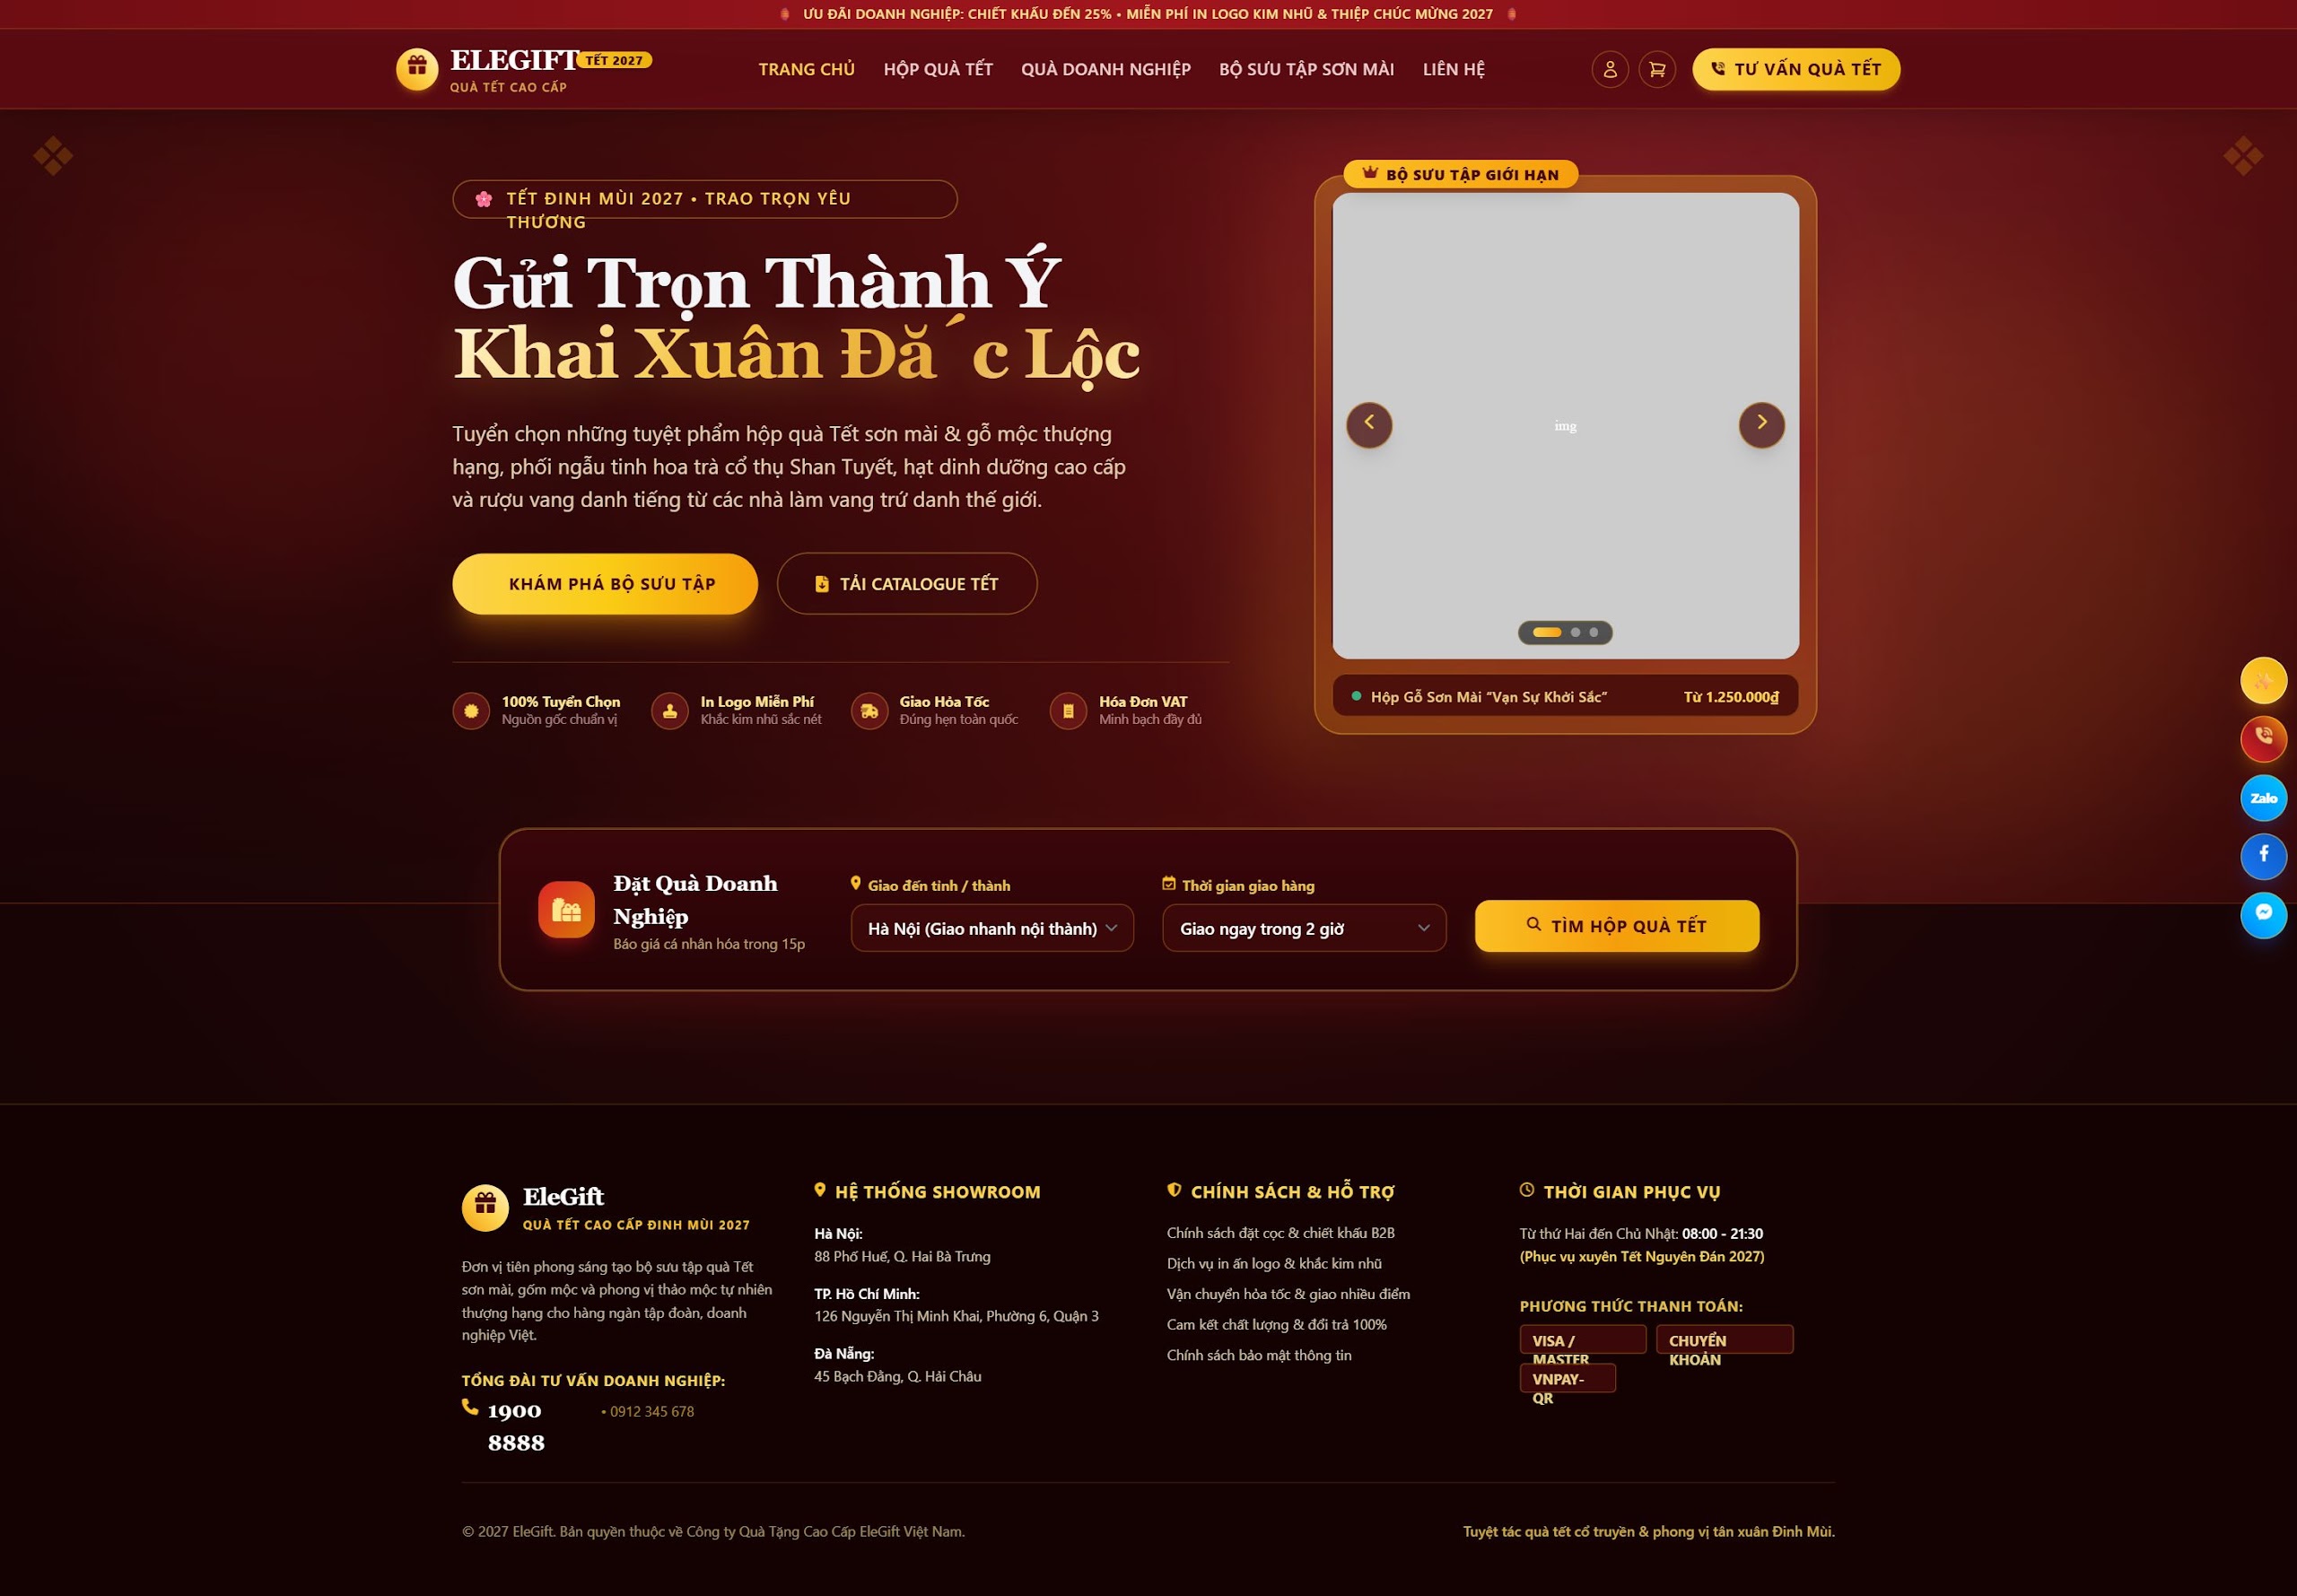 ƯU ĐÃI DOANH NGHIỆP: CHIẾT KHẤU ĐẾN 25% • MIỄN PHÍ IN LOGO KIM NHŨ & THIỆP CHÚC MỪNG 2027
ELEGIFT
TẾT 2027
QUÀ TẾT CAO CẤP
TRANG CHỦ
HỘP QUÀ TẾT
QUÀ DOANH NGHIỆP
BỘ SƯU TẬP SƠN MÀI
LIÊN HỆ
TƯ VẤN QUÀ TẾT
TẾT ĐINH MÙI 2027 • TRAO TRỌN YÊU
THƯƠNG
Gửi Trọn Thành Ý
Khai Xuân Đắc Lộc
Tuyển chọn những tuyệt phẩm hộp quà Tết sơn mài & gỗ mộc thượng
hạng, phối ngẫu tinh hoa trà cổ thụ Shan Tuyết, hạt dinh dưỡng cao cấp
và rượu vang danh tiếng từ các nhà làm vang trứ danh thế giới.
KHÁM PHÁ BỘ SƯU TẬP
TẢI CATALOGUE TẾT
100% Tuyển Chọn
Nguồn gốc chuẩn vị
In Logo Miễn Phí
Khắc kim nhũ sắc nét
Giao Hỏa Tốc
Đúng hẹn toàn quốc
Hóa Đơn VAT
Minh bạch đầy đủ
BỘ SƯU TẬP GIỚI HẠN
img
Hộp Gỗ Sơn Mài “Vạn Sự Khởi Sắc”
Từ 1.250.000₫
Zalo
Đặt Quà Doanh
Nghiệp
Báo giá cá nhân hóa trong 15p
Giao đến tỉnh / thành
Hà Nội (Giao nhanh nội thành)
Thời gian giao hàng
Giao ngay trong 2 giờ
TÌM HỘP QUÀ TẾT
EleGift
QUÀ TẾT CAO CẤP ĐINH MÙI 2027
Đơn vị tiên phong sáng tạo bộ sưu tập quà Tết
sơn mài, gốm mộc và phong vị thảo mộc tự nhiên
thượng hạng cho hàng ngàn tập đoàn, doanh
nghiệp Việt.
TỔNG ĐÀI TƯ VẤN DOANH NGHIỆP:
1900
8888
• 0912 345 678
HỆ THỐNG SHOWROOM
Hà Nội:
88 Phố Huế, Q. Hai Bà Trưng
TP. Hồ Chí Minh:
126 Nguyễn Thị Minh Khai, Phường 6, Quận 3
Đà Nẵng:
45 Bạch Đằng, Q. Hải Châu
CHÍNH SÁCH & HỖ TRỢ
Chính sách đặt cọc & chiết khấu B2B
Dịch vụ in ấn logo & khắc kim nhũ
Vận chuyển hỏa tốc & giao nhiều điểm
Cam kết chất lượng & đổi trả 100%
Chính sách bảo mật thông tin
THỜI GIAN PHỤC VỤ
Từ thứ Hai đến Chủ Nhật: 08:00 - 21:30
(Phục vụ xuyên Tết Nguyên Đán 2027)
PHƯƠNG THỨC THANH TOÁN:
VISA /
MASTER
CHUYỂN
KHOẢN
VNPAY-
QR
© 2027 EleGift. Bản quyền thuộc về Công ty Quà Tặng Cao Cấp EleGift Việt Nam.
Tuyệt tác quà tết cổ truyền & phong vị tân xuân Đinh Mùi.